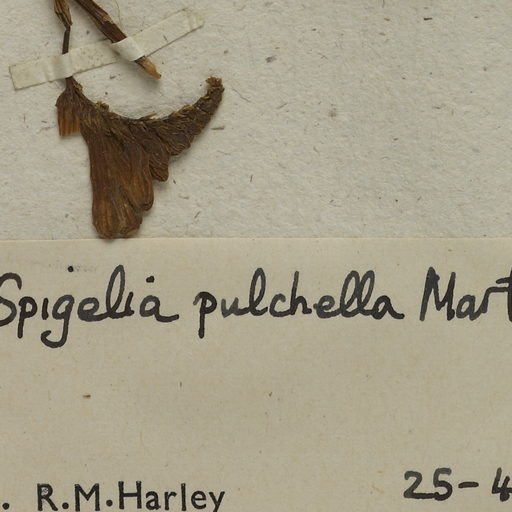 Spigelia pulchella Mart
. R.M.Harley 25-4